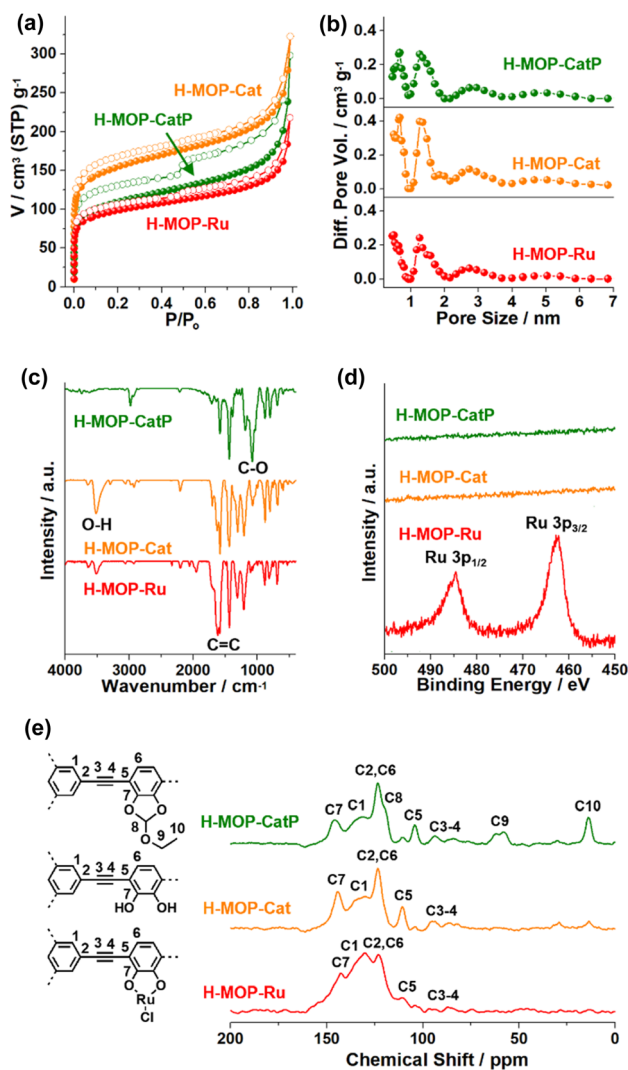 (a)
V / cm³ (STP) g⁻¹
300
250
200
150
100
50
0
H-MOP-Cat
H-MOP-CatP
H-MOP-Ru
0.0 0.2 0.4 0.6 0.8 1.0
P/Pₒ
(b)
Diff. Pore Vol. / cm³ g⁻¹
0.4
0.2
0.0
H-MOP-CatP
0.4
0.2
0.0
H-MOP-Cat
0.4
0.2
0.0
H-MOP-Ru
1 2 3 4 5 6 7
Pore Size / nm
(c)
Intensity / a.u.
H-MOP-CatP
C-O
O-H
H-MOP-Cat
H-MOP-Ru
C=C
4000 3000 2000 1000
Wavenumber / cm⁻¹
(d)
Intensity / a.u.
H-MOP-CatP
H-MOP-Cat
H-MOP-Ru
Ru 3p₁/₂
Ru 3p₃/₂
500 490 480 470 460 450
Binding Energy / eV
(e)
1 2 3 4 5 6
7
O O
8
O 9 10
1 2 3 4 5 6
7
HO OH
1 2 3 4 5 6
7
O O
Ru
Cl
H-MOP-CatP
C7 C1 C2,C6 C8 C5 C3-4 C9 C10
H-MOP-Cat
C7 C1 C2,C6 C5 C3-4
H-MOP-Ru
C7 C1 C2,C6 C5 C3-4
200 150 100 50 0
Chemical Shift / ppm